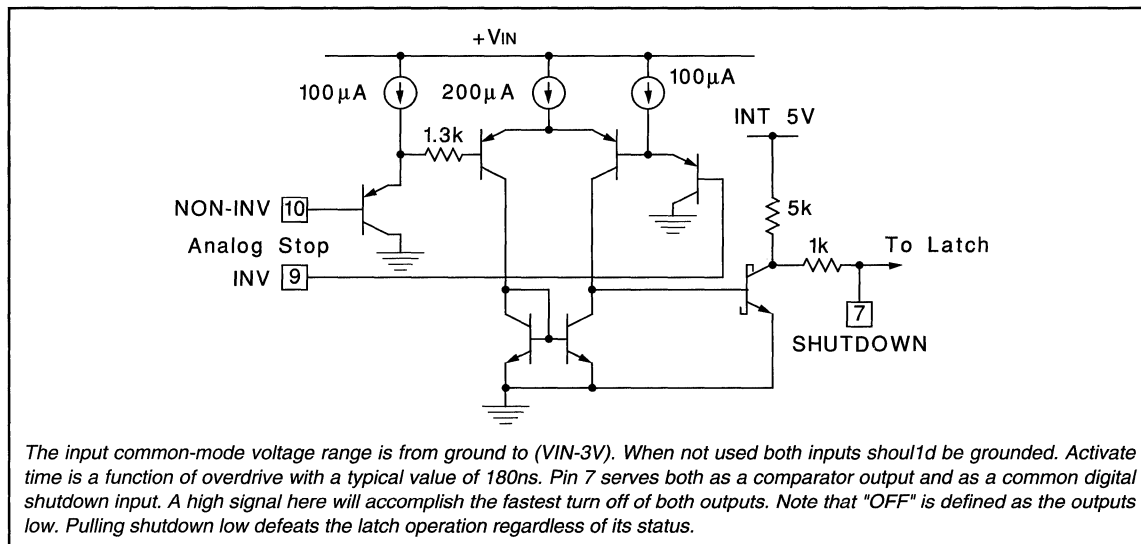 +VIN
100µA
200µA
100µA
INT 5V
1.3k
5k
NON-INV 10
1k
To Latch
Analog Stop
INV 9
7
SHUTDOWN
The input common-mode voltage range is from ground to (VIN-3V). When not used both inputs shoul1d be grounded. Activate
time is a function of overdrive with a typical value of 180ns. Pin 7 serves both as a comparator output and as a common digital
shutdown input. A high signal here will accomplish the fastest turn off of both outputs. Note that "OFF" is defined as the outputs
low. Pulling shutdown low defeats the latch operation regardless of its status.